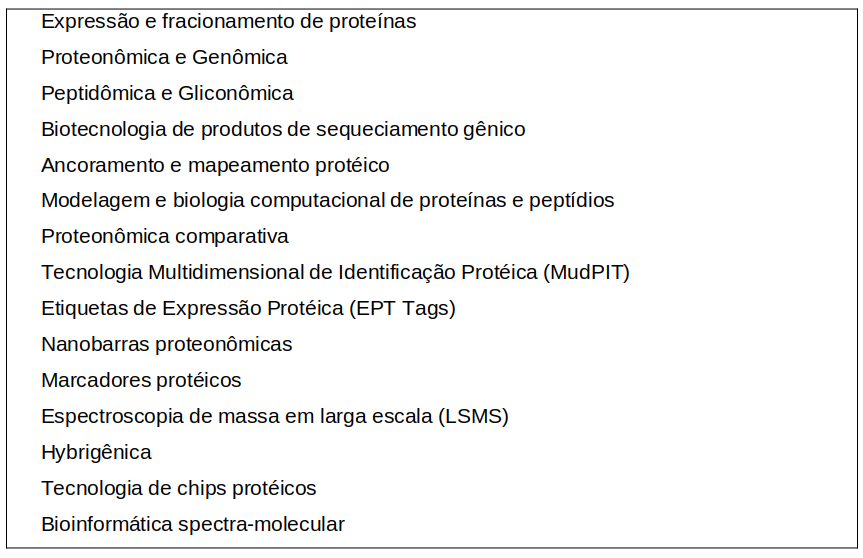 Expressão e fracionamento de proteínas
Proteonômica e Genômica
Peptidômica e Gliconômica
Biotecnologia de produtos de sequeciamento gênico
Ancoramento e mapeamento protéico
Modelagem e biologia computacional de proteínas e peptídios
Proteonômica comparativa
Tecnologia Multidimensional de Identificação Protéica (MudPIT)
Etiquetas de Expressão Protéica (EPT Tags)
Nanobarras proteonômicas
Marcadores protéicos
Espectroscopia de massa em larga escala (LSMS)
Hybrigênica
Tecnologia de chips protéicos
Bioinformática spectra-molecular